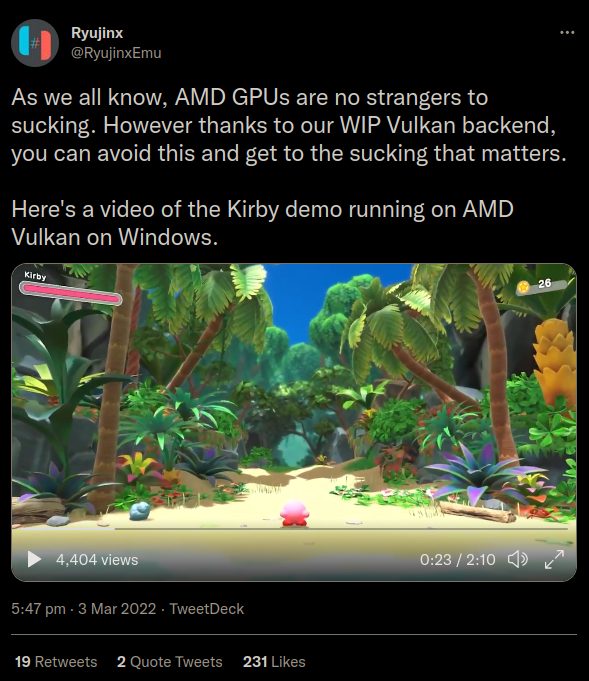 Ryujinx
@RyujinxEmu
As we all know, AMD GPUs are no strangers to
sucking. However thanks to our WIP Vulkan backend,
you can avoid this and get to the sucking that matters.
Here's a video of the Kirby demo running on AMD
Vulkan on Windows.
Kirby
26
4,404 views
0:23 / 2:10
5:47 pm · 3 Mar 2022 · TweetDeck
19 Retweets 2 Quote Tweets 231 Likes